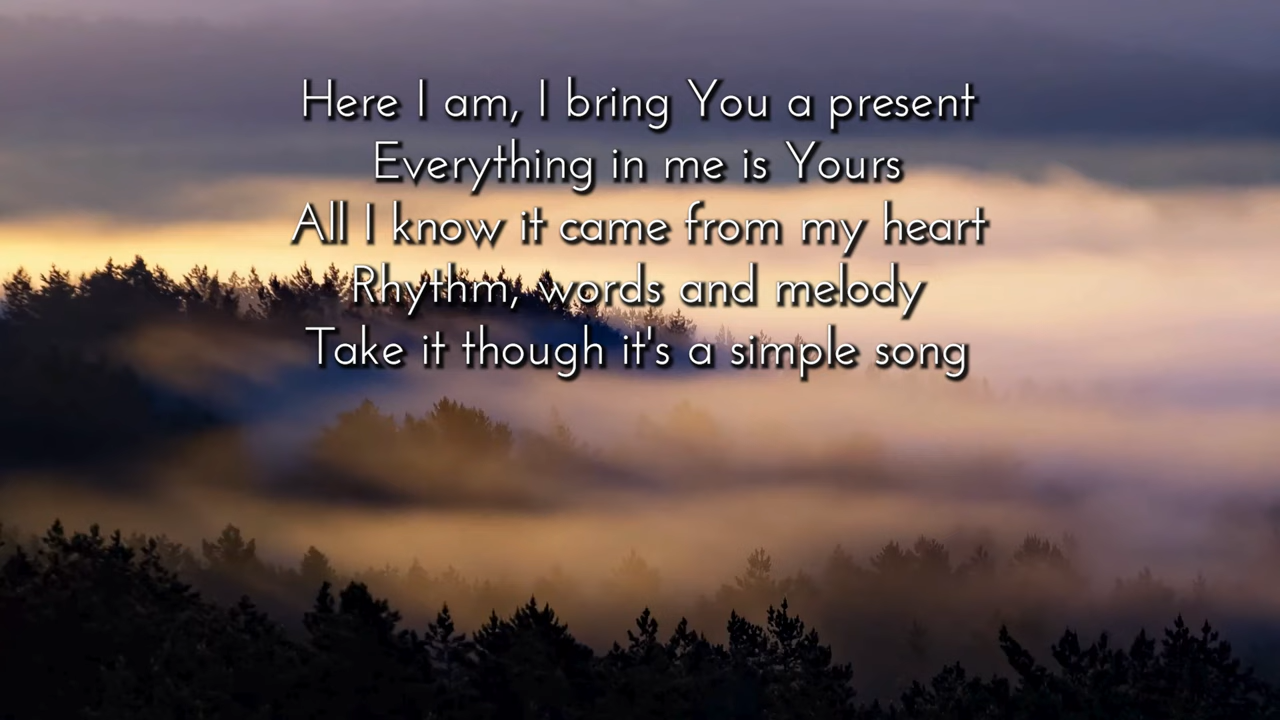 Here I am, I bring You a present
Everything in me is Yours
All I know it came from my heart
Rhythm, words and melody
Take it though it's a simple song